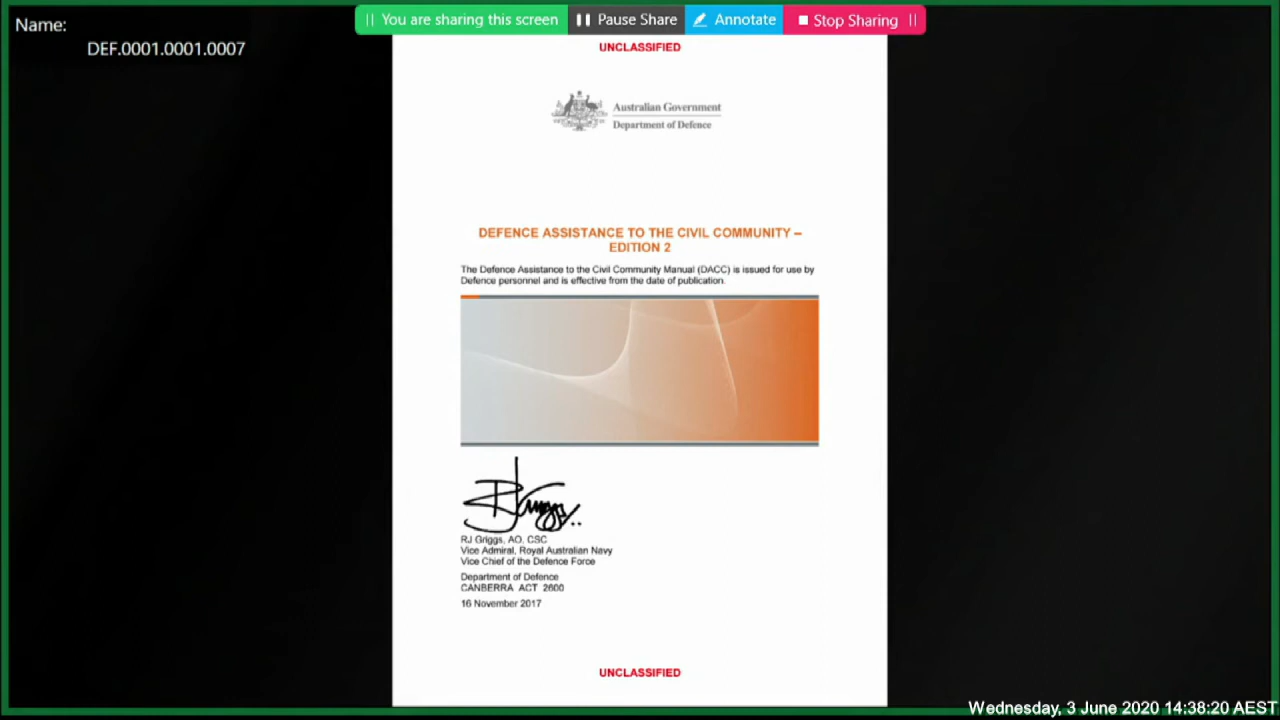 Name:
DEF.0001.0001.0007
You are sharing this screen
Pause Share
Annotate
Stop Sharing
UNCLASSIFIED
Australian Government
Department of Defence
DEFENCE ASSISTANCE TO THE CIVIL COMMUNITY –
EDITION 2
The Defence Assistance to the Civil Community Manual (DACC) is issued for use by
Defence personnel and is effective from the date of publication.
RJ Griggs, AO, CSC
Vice Admiral, Royal Australian Navy
Vice Chief of the Defence Force
Department of Defence
CANBERRA ACT 2600
16 November 2017
UNCLASSIFIED
Wednesday, 3 June 2020 14:38:20 AEST